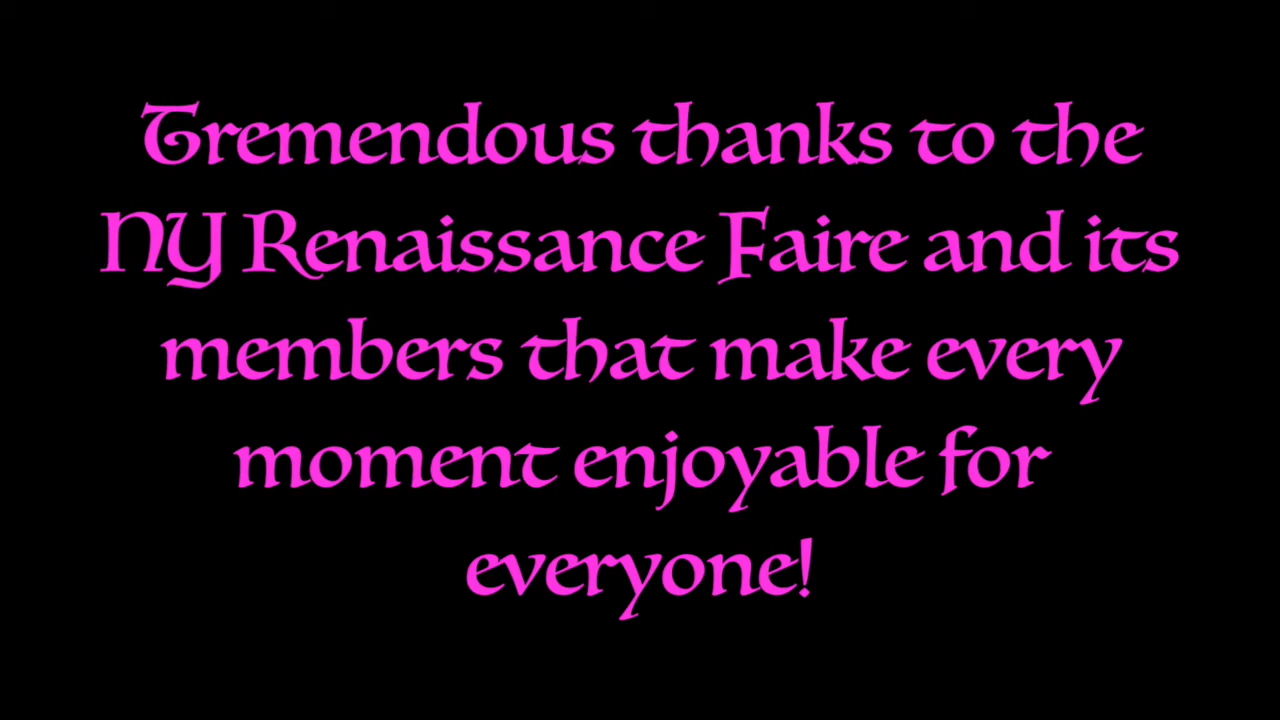 Tremendous thanks to the
NY Renaissance Faire and its
members that make every
moment enjoyable for
everyone!